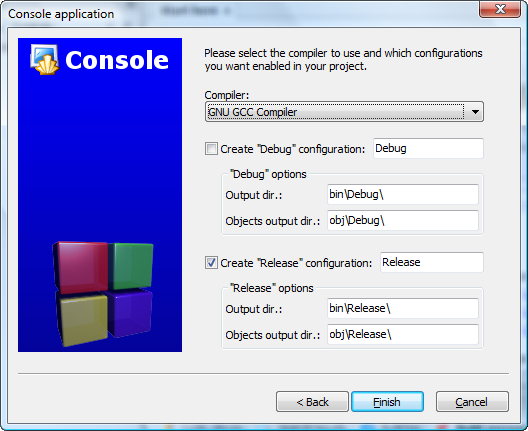 Console application
Console
Please select the compiler to use and which configurations
you want enabled in your project.
Compiler:
GNU GCC Compiler
Create "Debug" configuration: Debug
"Debug" options
Output dir.: bin\Debug\
Objects output dir.: obj\Debug\
Create "Release" configuration: Release
"Release" options
Output dir.: bin\Release\
Objects output dir.: obj\Release\
< Back Finish Cancel